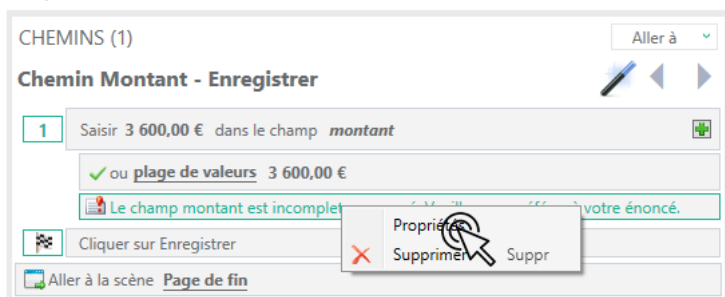 CHEMINS (1)
Aller à
Chemin Montant - Enregistrer
1 Saisir 3 600,00 € dans le champ montant
ou plage de valeurs 3 600,00 €
Le champ montant est incomplet votre énoncé.
Propriétés
Supprimer Suppr
Cliquer sur Enregistrer
Aller à la scène Page de fin